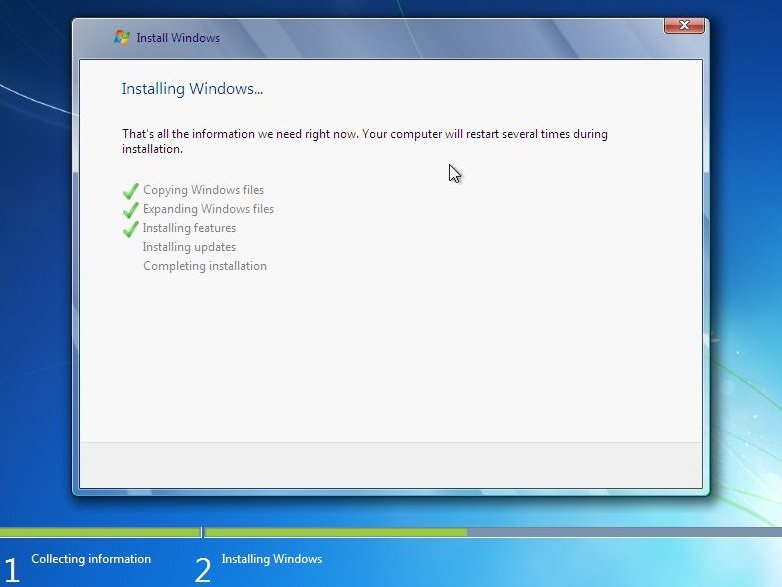 Install Windows
Installing Windows...
That's all the information we need right now. Your computer will restart several times during
installation.
Copying Windows files
Expanding Windows files
Installing features
Installing updates
Completing installation
1 Collecting information
2 Installing Windows